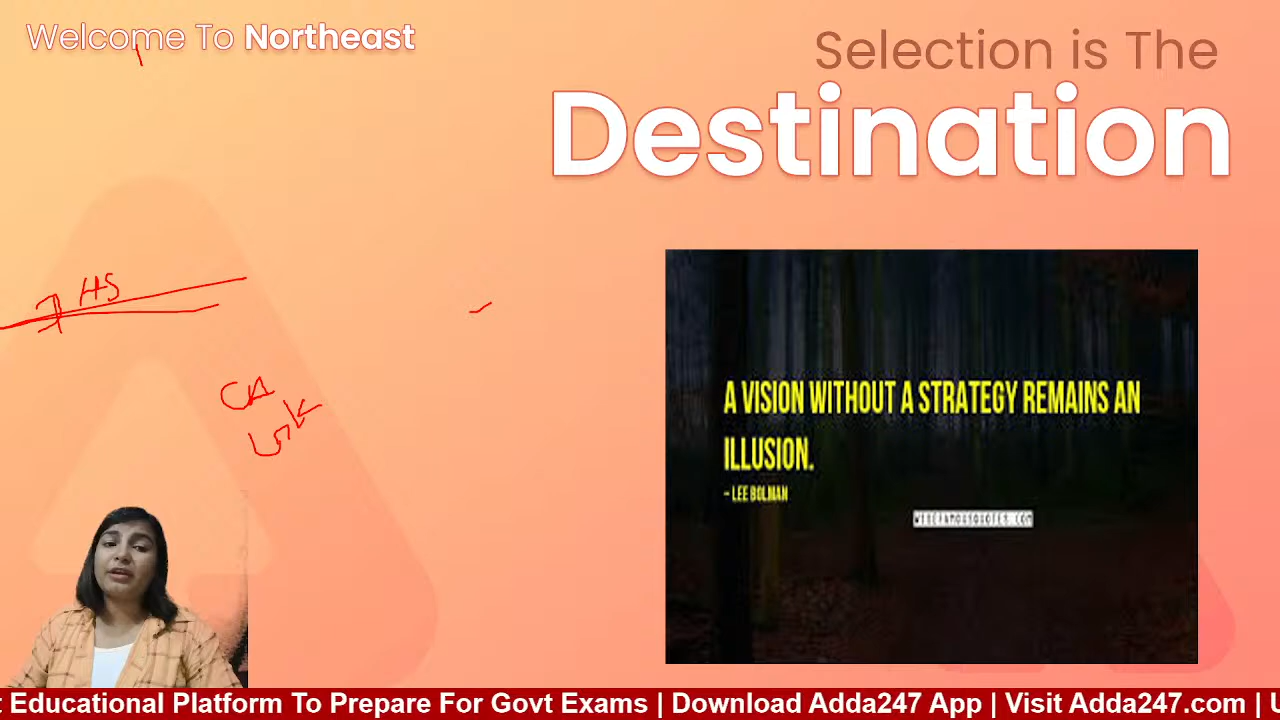 Welcome To Northeast
Selection is The
Destination
HS
CA
A VISION WITHOUT A STRATEGY REMAINS AN
ILLUSION.
- LEE BOLMAN
t Educational Platform To Prepare For Govt Exams | Download Adda247 App | Visit Adda247.com | U